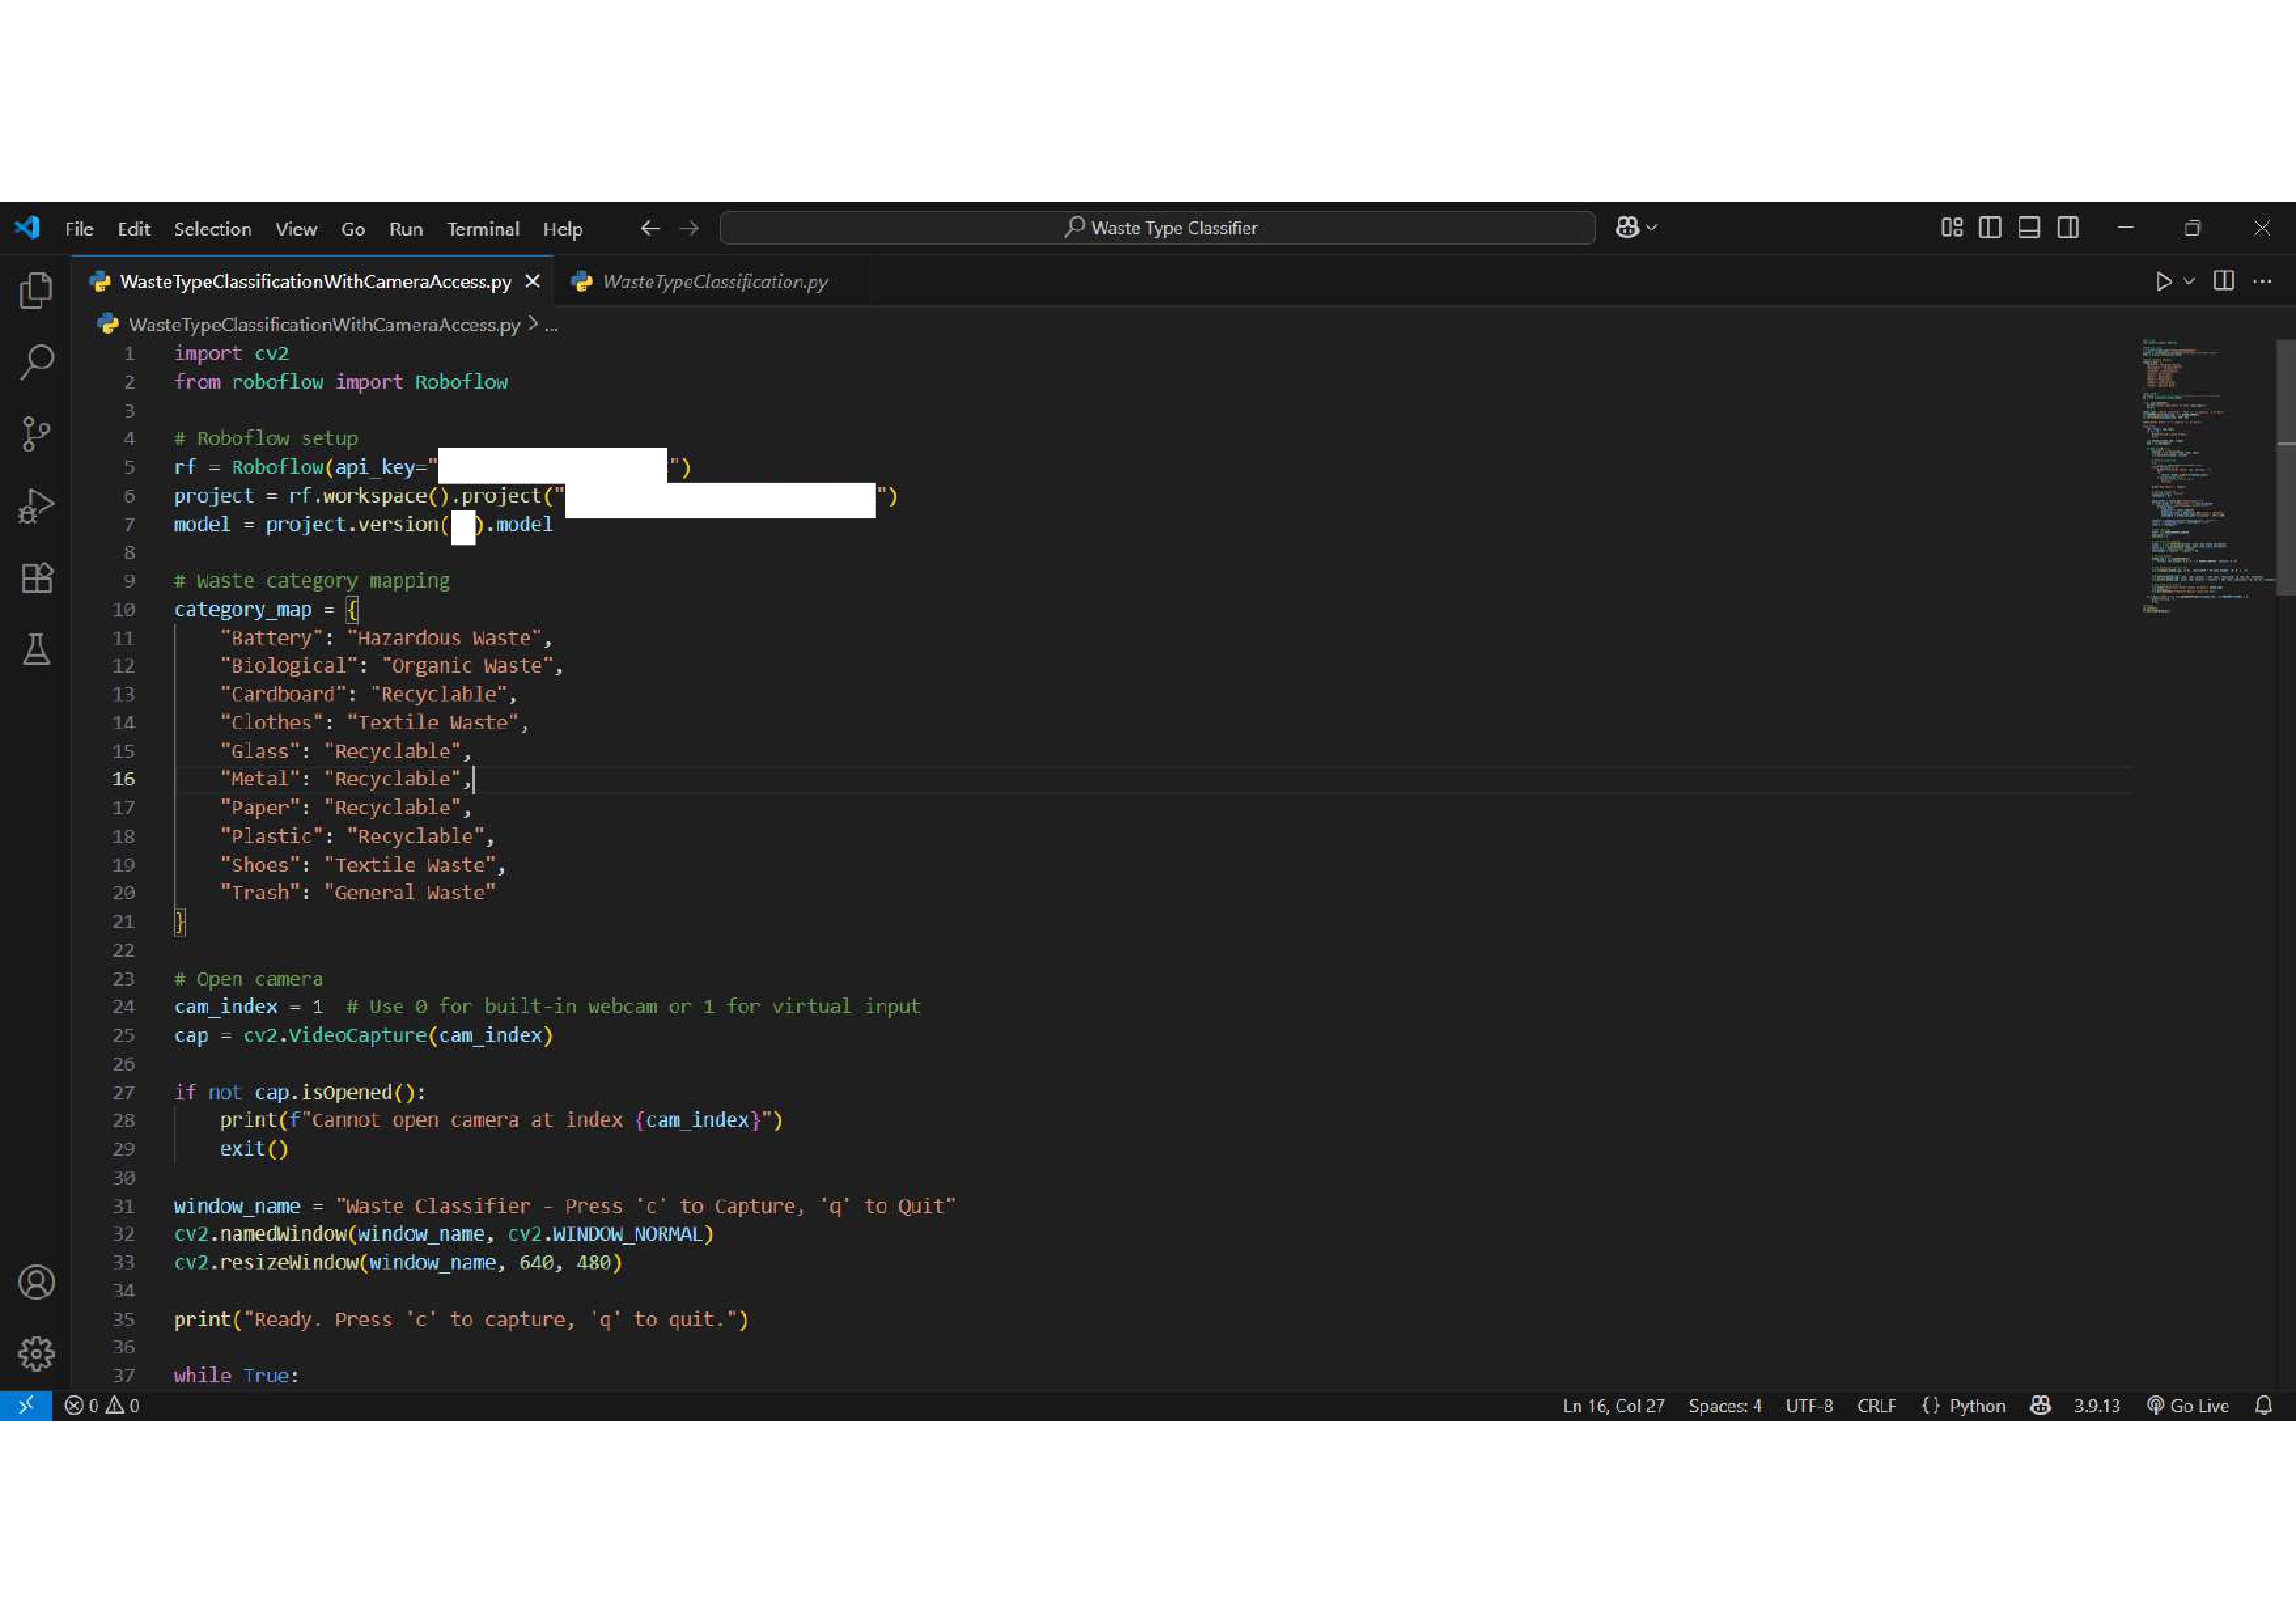 File Edit Selection View Go Run Terminal Help Waste Type Classifier
WasteTypeClassificationWithCameraAccess.py WasteTypeClassification.py
WasteTypeClassificationWithCameraAccess.py > ...
1 import cv2
2 from roboflow import Roboflow
3
4 # Roboflow setup
5 rf = Roboflow(api_key="")
6 project = rf.workspace().project("")
7 model = project.version().model
8
9 # Waste category mapping
10 category_map = {
11 "Battery": "Hazardous Waste",
12 "Biological": "Organic Waste",
13 "Cardboard": "Recyclable",
14 "Clothes": "Textile Waste",
15 "Glass": "Recyclable",
16 "Metal": "Recyclable",
17 "Paper": "Recyclable",
18 "Plastic": "Recyclable",
19 "Shoes": "Textile Waste",
20 "Trash": "General Waste"
21 }
22
23 # Open camera
24 cam_index = 1 # Use 0 for built-in webcam or 1 for virtual input
25 cap = cv2.VideoCapture(cam_index)
26
27 if not cap.isOpened():
28 print(f"Cannot open camera at index {cam_index}")
29 exit()
30
31 window_name = "Waste Classifier - Press 'c' to Capture, 'q' to Quit"
32 cv2.namedWindow(window_name, cv2.WINDOW_NORMAL)
33 cv2.resizeWindow(window_name, 640, 480)
34
35 print("Ready. Press 'c' to capture, 'q' to quit.")
36
37 while True:
0 0 Ln 16, Col 27 Spaces: 4 UTF-8 CRLF {} Python 3.9.13 Go Live